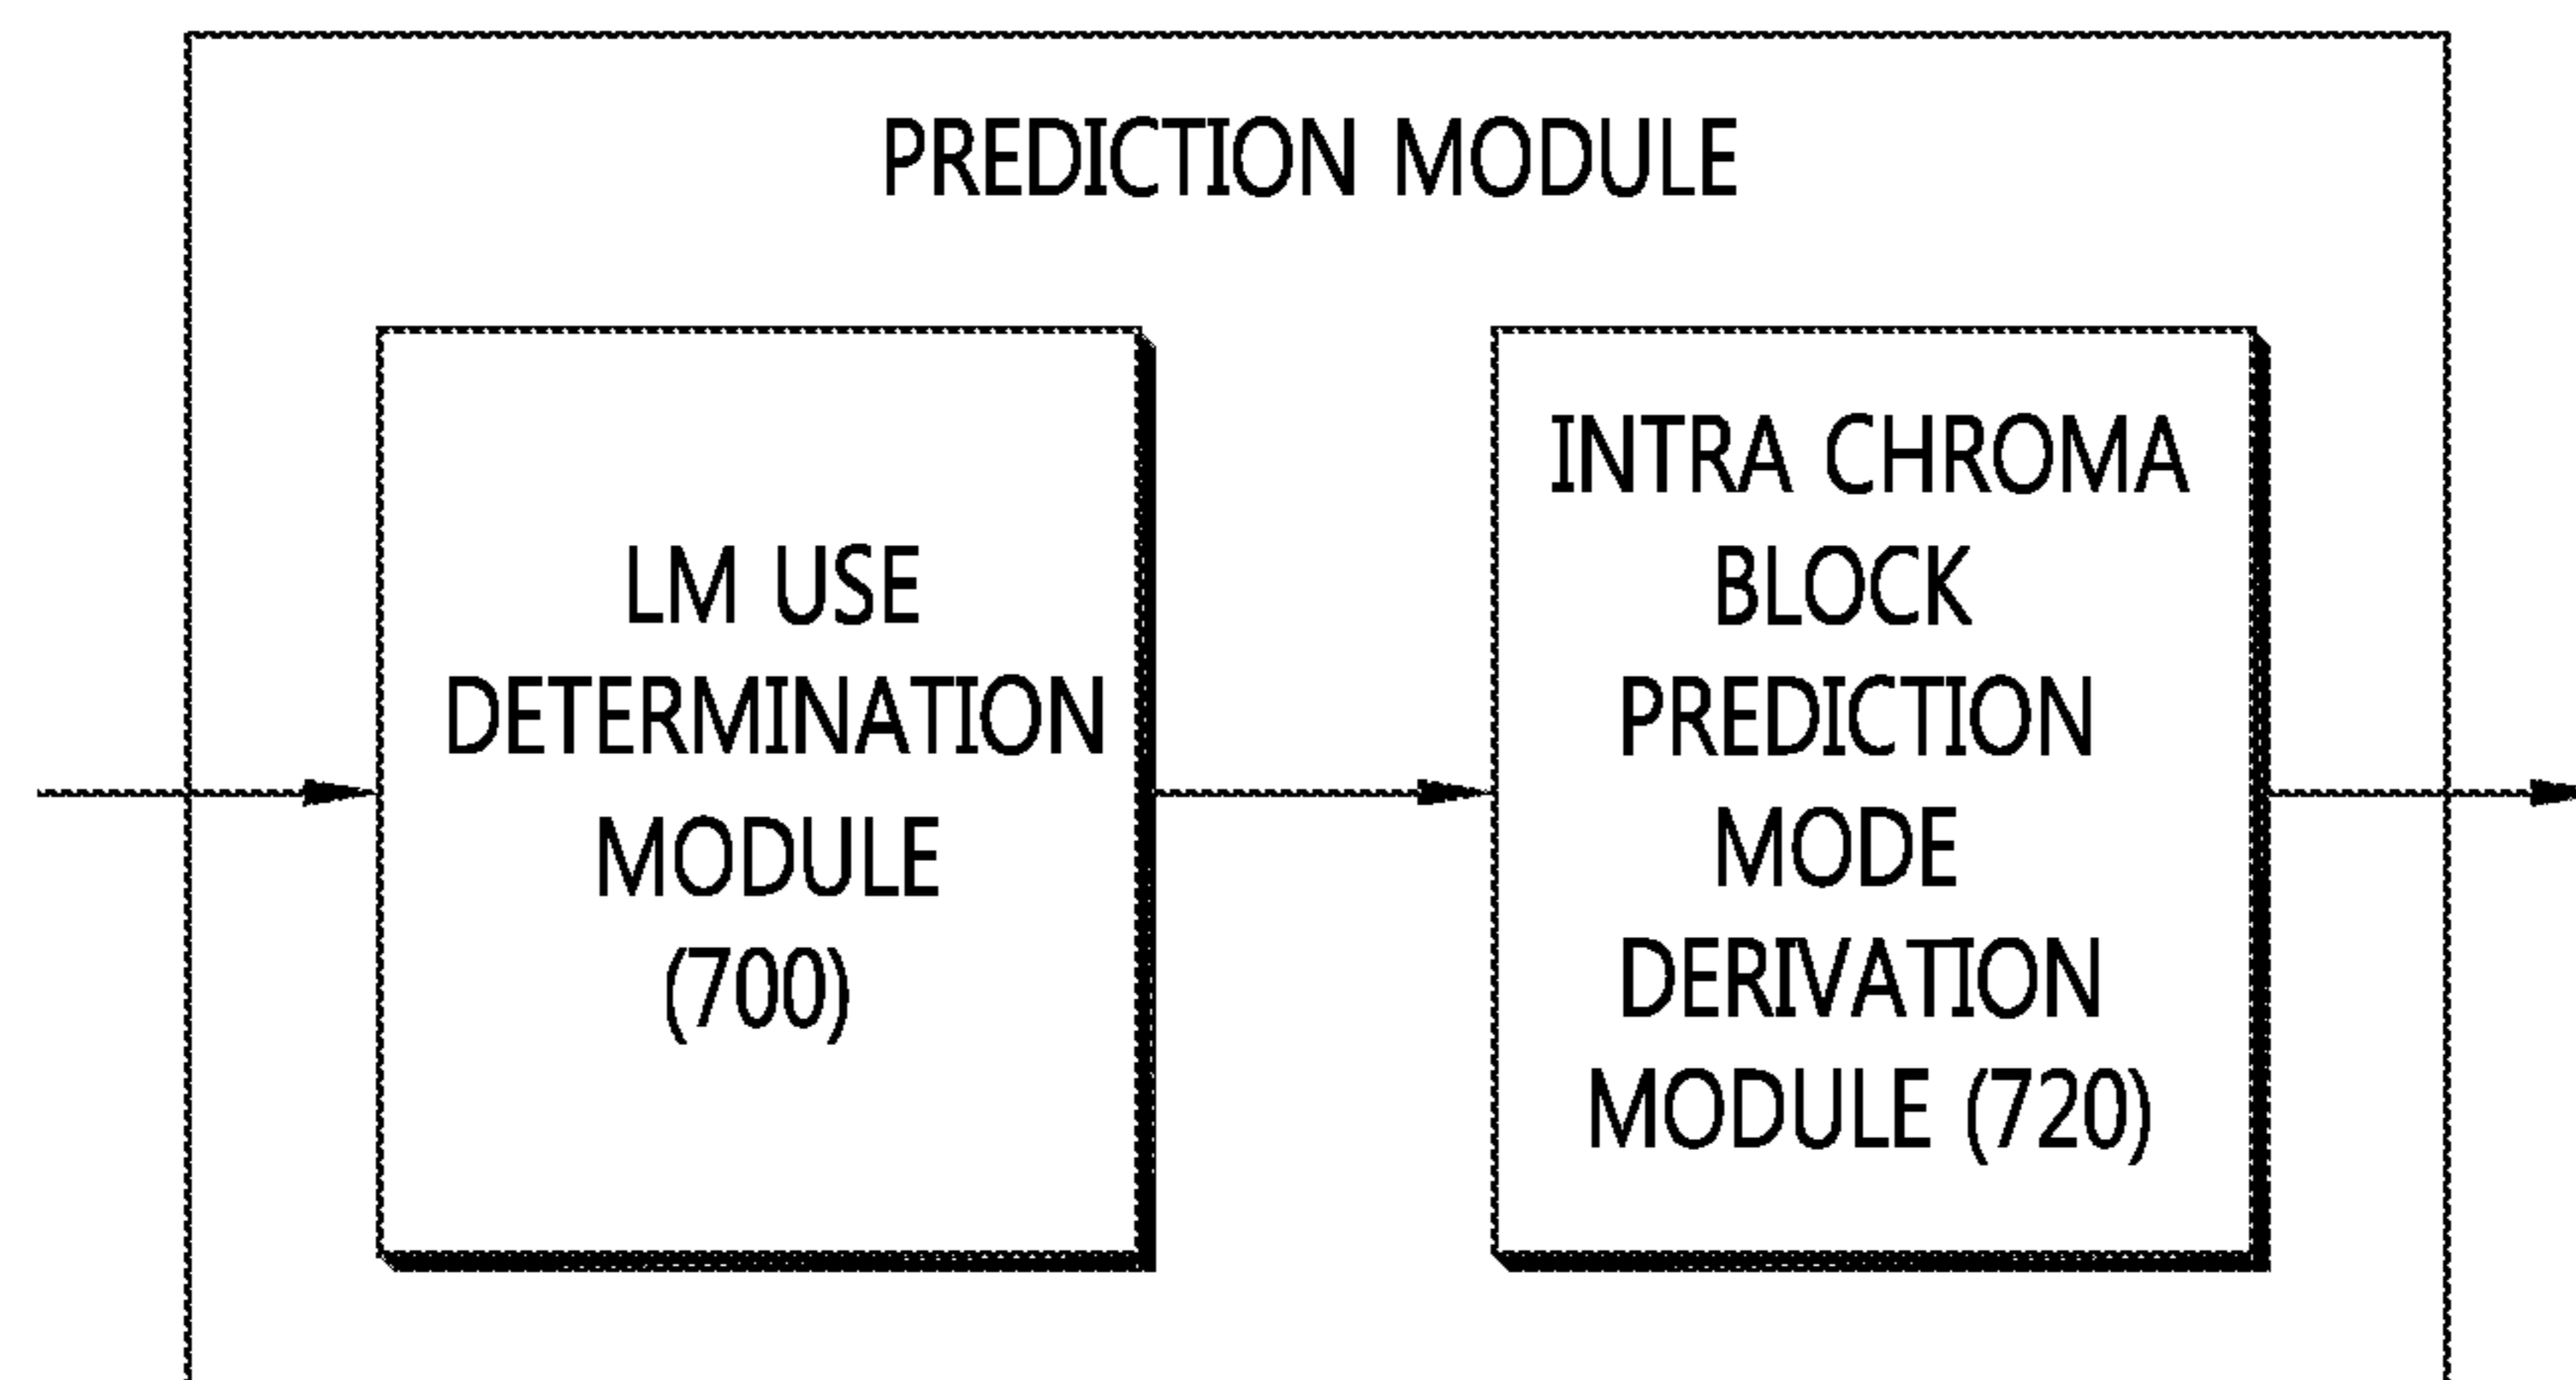 PREDICTION MODULE
LM USE
DETERMINATION
MODULE
(700)
INTRA CHROMA
BLOCK
PREDICTION
MODE
DERIVATION
MODULE (720)